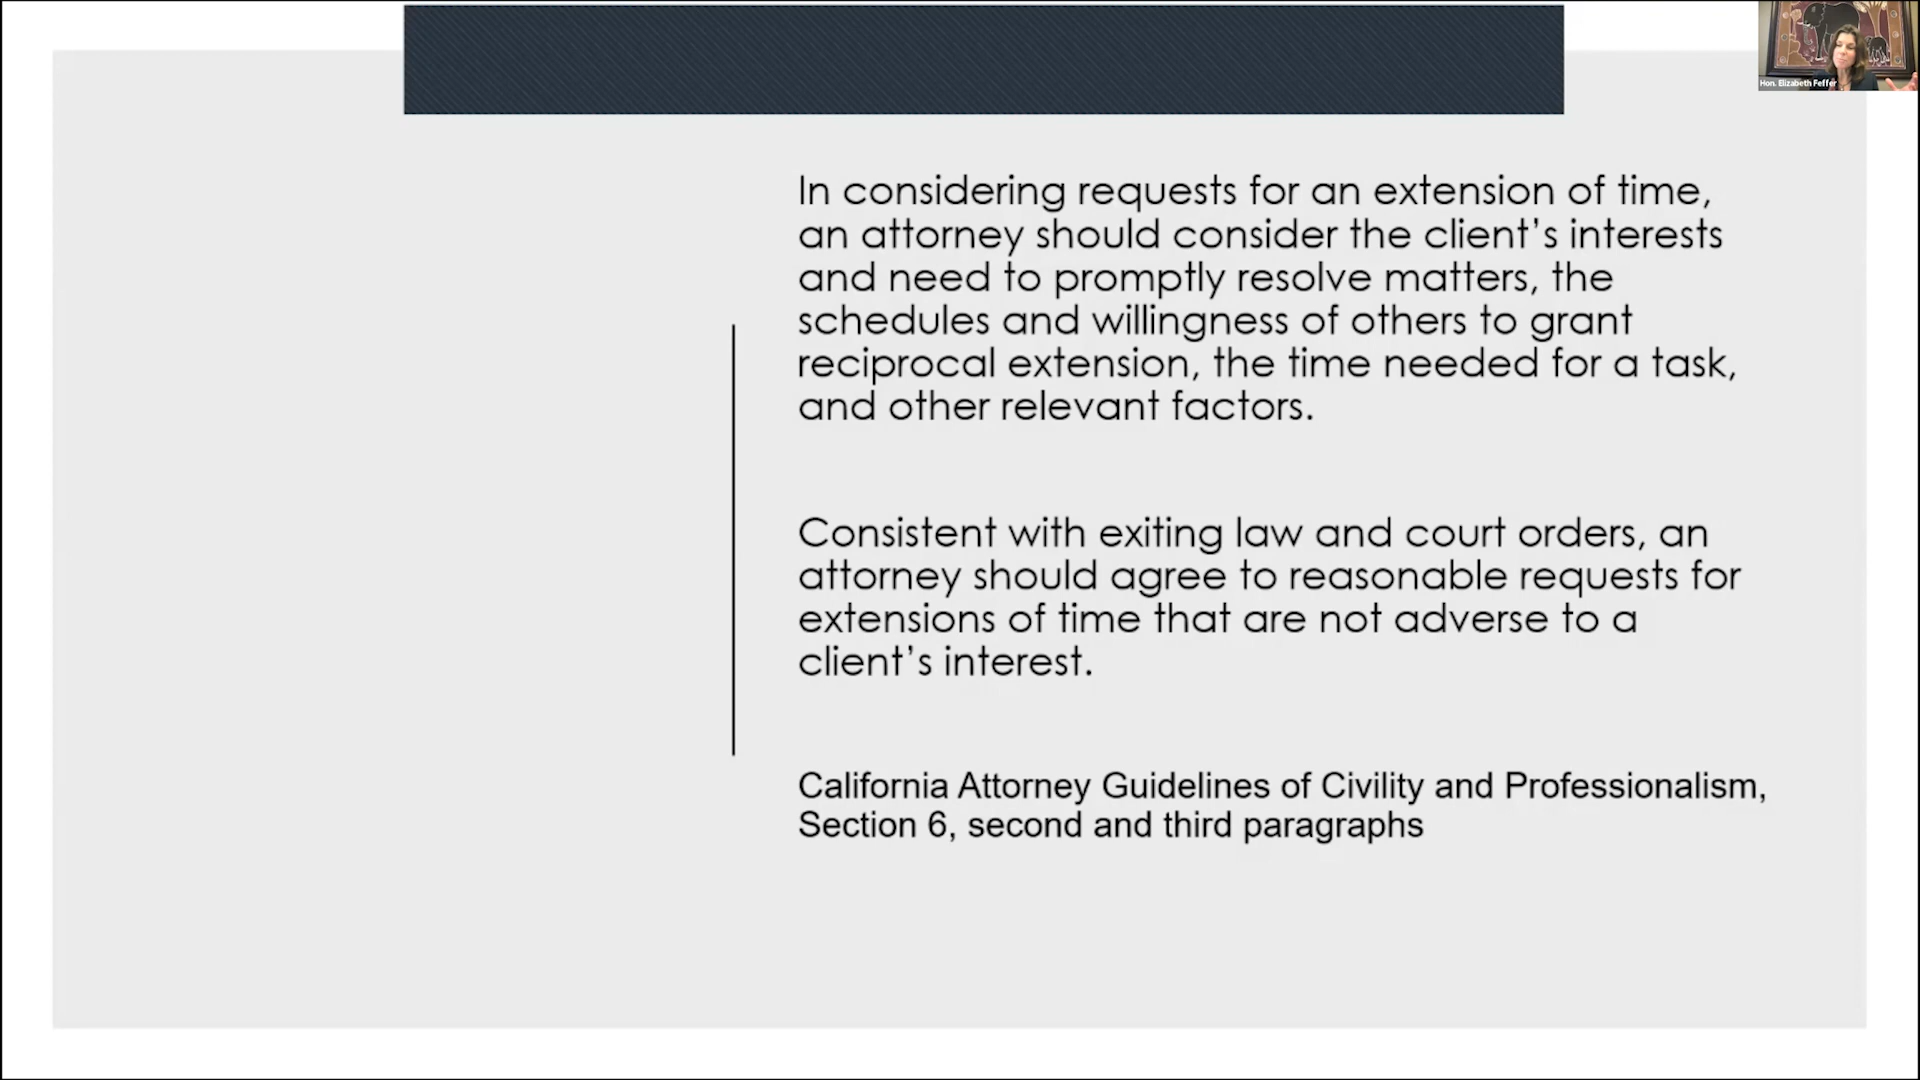 Hon. Elizabeth Feffer
In considering requests for an extension of time,
an attorney should consider the client’s interests
and need to promptly resolve matters, the
schedules and willingness of others to grant
reciprocal extension, the time needed for a task,
and other relevant factors.
Consistent with exiting law and court orders, an
attorney should agree to reasonable requests for
extensions of time that are not adverse to a
client’s interest.
California Attorney Guidelines of Civility and Professionalism,
Section 6, second and third paragraphs